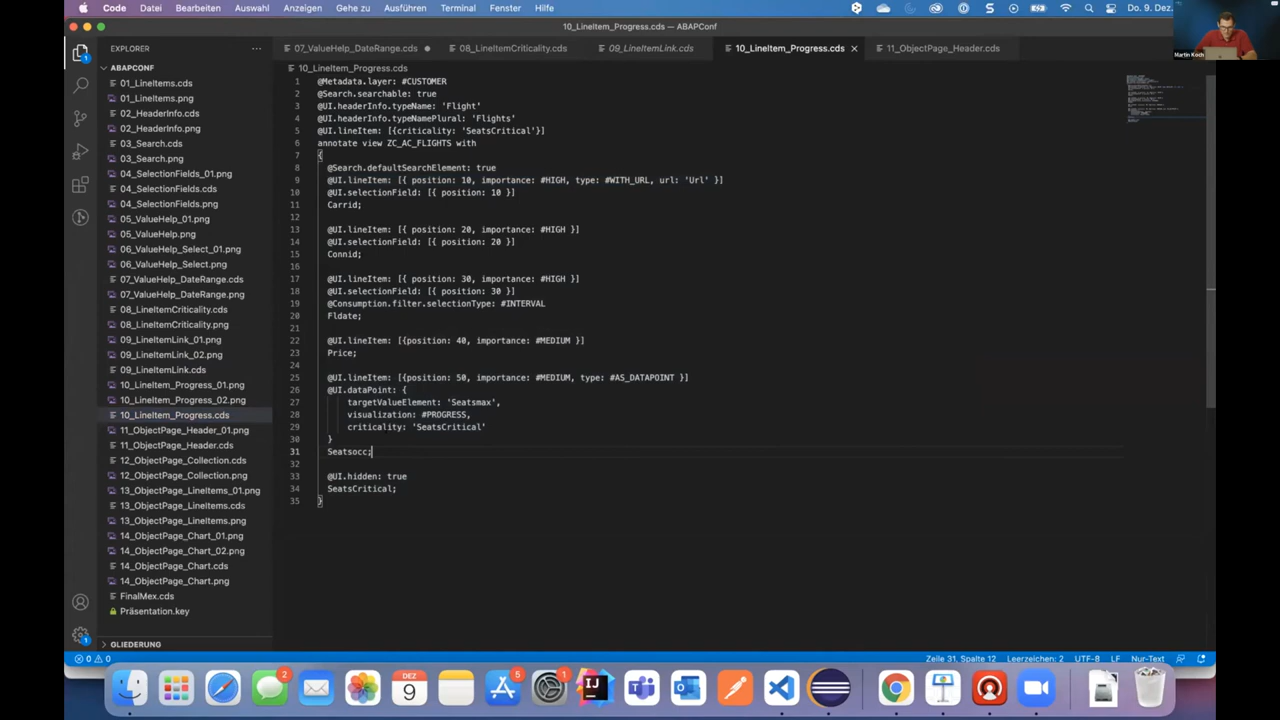 Code Datei Bearbeiten Auswahl Anzeigen Gehe zu Ausführen Terminal Fenster Hilfe Do. 9. Dez.
Martin Koch
10_LineItem_Progress.cds — ABAPConf
EXPLORER
07_ValueHelp_DateRange.cds 08_LineItemCriticality.cds 09_LineItemLink.cds 10_LineItem_Progress.cds 11_ObjectPage_Header.cds
10_LineItem_Progress.cds
ABAPCONF
01_LineItems.cds
01_LineItems.png
02_HeaderInfo.cds
02_HeaderInfo.png
03_Search.cds
03_Search.png
04_SelectionFields_01.png
04_SelectionFields.cds
04_SelectionFields.png
05_ValueHelp_01.png
05_ValueHelp.png
06_ValueHelp_Select_01.png
06_ValueHelp_Select.png
07_ValueHelp_DateRange.cds
07_ValueHelp_DateRange.png
08_LineItemCriticality.cds
08_LineItemCriticality.png
09_LineItemLink_01.png
09_LineItemLink_02.png
09_LineItemLink.cds
10_LineItem_Progress_01.png
10_LineItem_Progress_02.png
10_LineItem_Progress.cds
11_ObjectPage_Header_01.png
11_ObjectPage_Header.cds
12_ObjectPage_Collection.cds
12_ObjectPage_Collection.png
13_ObjectPage_LineItems_01.png
13_ObjectPage_LineItems.cds
13_ObjectPage_LineItems.png
14_ObjectPage_Chart_01.png
14_ObjectPage_Chart_02.png
14_ObjectPage_Chart.cds
14_ObjectPage_Chart.png
FinalMex.cds
Präsentation.key
GLIEDERUNG
1 @Metadata.layer: #CUSTOMER
2 @Search.searchable: true
3 @UI.headerInfo.typeName: 'Flight'
4 @UI.headerInfo.typeNamePlural: 'Flights'
5 @UI.lineItem: [{criticality: 'SeatsCritical'}]
6 annotate view ZC_AC_FLIGHTS with
7 {
8 @Search.defaultSearchElement: true
9 @UI.lineItem: [{ position: 10, importance: #HIGH, type: #WITH_URL, url: 'Url' }]
10 @UI.selectionField: [{ position: 10 }]
11 Carrid;
12
13 @UI.lineItem: [{ position: 20, importance: #HIGH }]
14 @UI.selectionField: [{ position: 20 }]
15 Connid;
16
17 @UI.lineItem: [{ position: 30, importance: #HIGH }]
18 @UI.selectionField: [{ position: 30 }]
19 @Consumption.filter.selectionType: #INTERVAL
20 Fldate;
21
22 @UI.lineItem: [{position: 40, importance: #MEDIUM }]
23 Price;
24
25 @UI.lineItem: [{position: 50, importance: #MEDIUM, type: #AS_DATAPOINT }]
26 @UI.dataPoint: {
27 targetValueElement: 'Seatsmax',
28 visualization: #PROGRESS,
29 criticality: 'SeatsCritical'
30 }
31 Seatsocc;
32
33 @UI.hidden: true
34 SeatsCritical;
35 }
1
1
0 0 Zeile 31, Spalte 12 Leerzeichen: 2 UTF-8 LF Nur-Text
2 DEZ 9 5 1